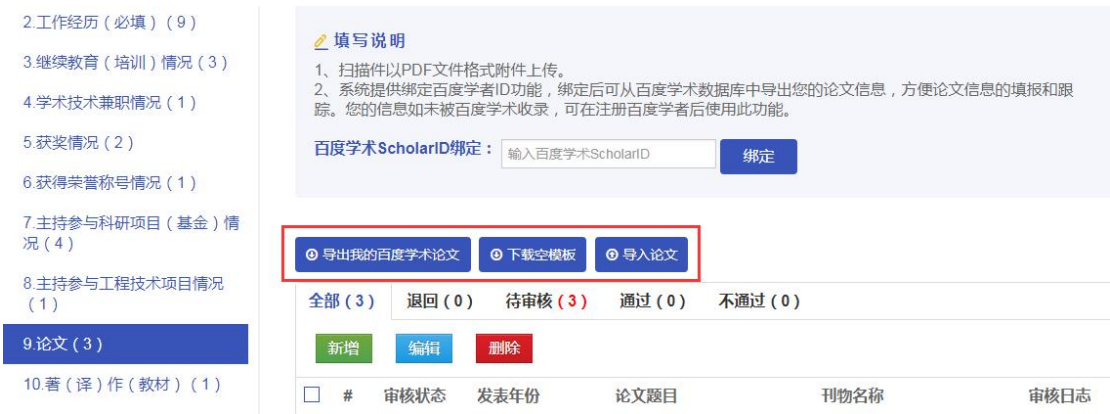 2.工作经历（必填）（9）
3.继续教育（培训）情况（3）
4.学术技术兼职情况（1）
5.获奖情况（2）
6.获得荣誉称号情况（1）
7.主持参与科研项目（基金）情
况（4）
8.主持参与工程技术项目情况
（1）
9.论文（3）
10.著（译）作（教材）（1）
填写说明
1、扫描件以PDF文件格式附件上传。
2、系统提供绑定百度学者ID功能，绑定后可从百度学术数据库中导出您的论文信息，方便论文信息的填报和跟
踪。您的信息如未被百度学术收录，可在注册百度学者后使用此功能。
百度学术ScholarID绑定： 输入百度学术ScholarID 绑定
导出我的百度学术论文 下载空模板 导入论文
全部（3） 退回（0） 待审核（3） 通过（0） 不通过（0）
新增 编辑 删除
# 审核状态 发表年份 论文题目 刊物名称 审核日志